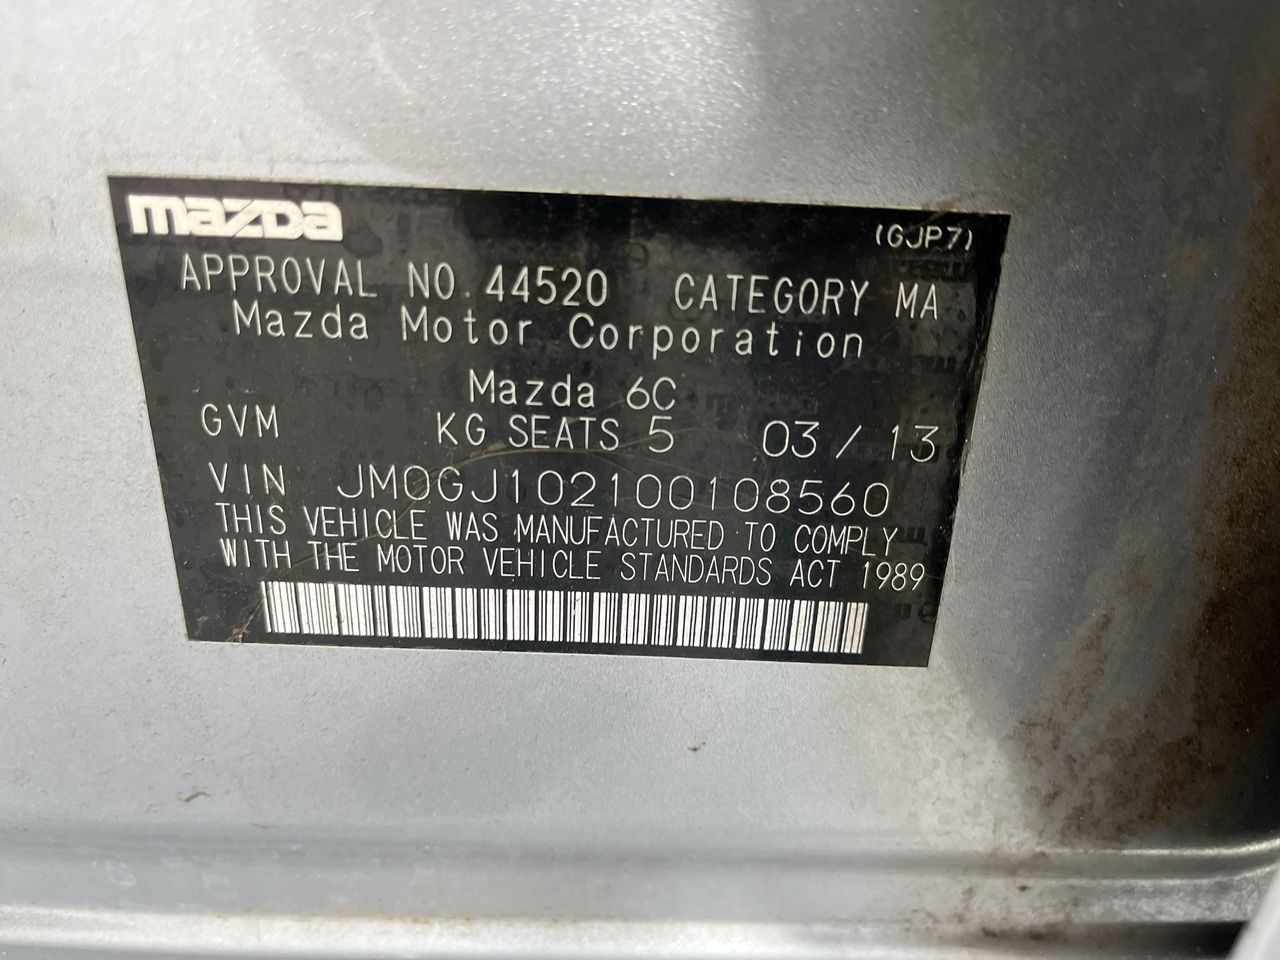 mazda (GJP7)
APPROVAL NO. 44520 CATEGORY MA
Mazda Motor Corporation
Mazda 6C
GVM KG SEATS 5 03/13
VIN JM0GJ102100108560
THIS VEHICLE WAS MANUFACTURED TO COMPLY
WITH THE MOTOR VEHICLE STANDARDS ACT 1989